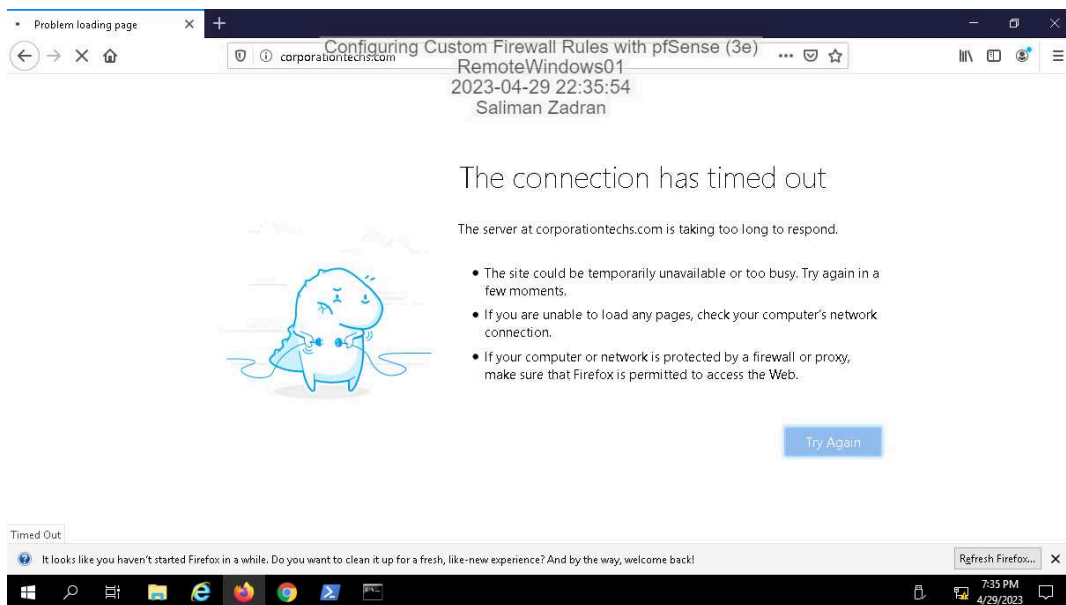 Problem loading page
corporationtechs.com
Configuring Custom Firewall Rules with pfSense (3e)
RemoteWindows01
2023-04-29 22:35:54
Saliman Zadran
The connection has timed out
The server at corporationtechs.com is taking too long to respond.
The site could be temporarily unavailable or too busy. Try again in a
few moments.
If you are unable to load any pages, check your computer's network
connection.
If your computer or network is protected by a firewall or proxy,
make sure that Firefox is permitted to access the Web.
Try Again
Timed Out
It looks like you haven't started Firefox in a while. Do you want to clean it up for a fresh, like-new experience? And by the way, welcome back!
Refresh Firefox...
7:35 PM
4/29/2023